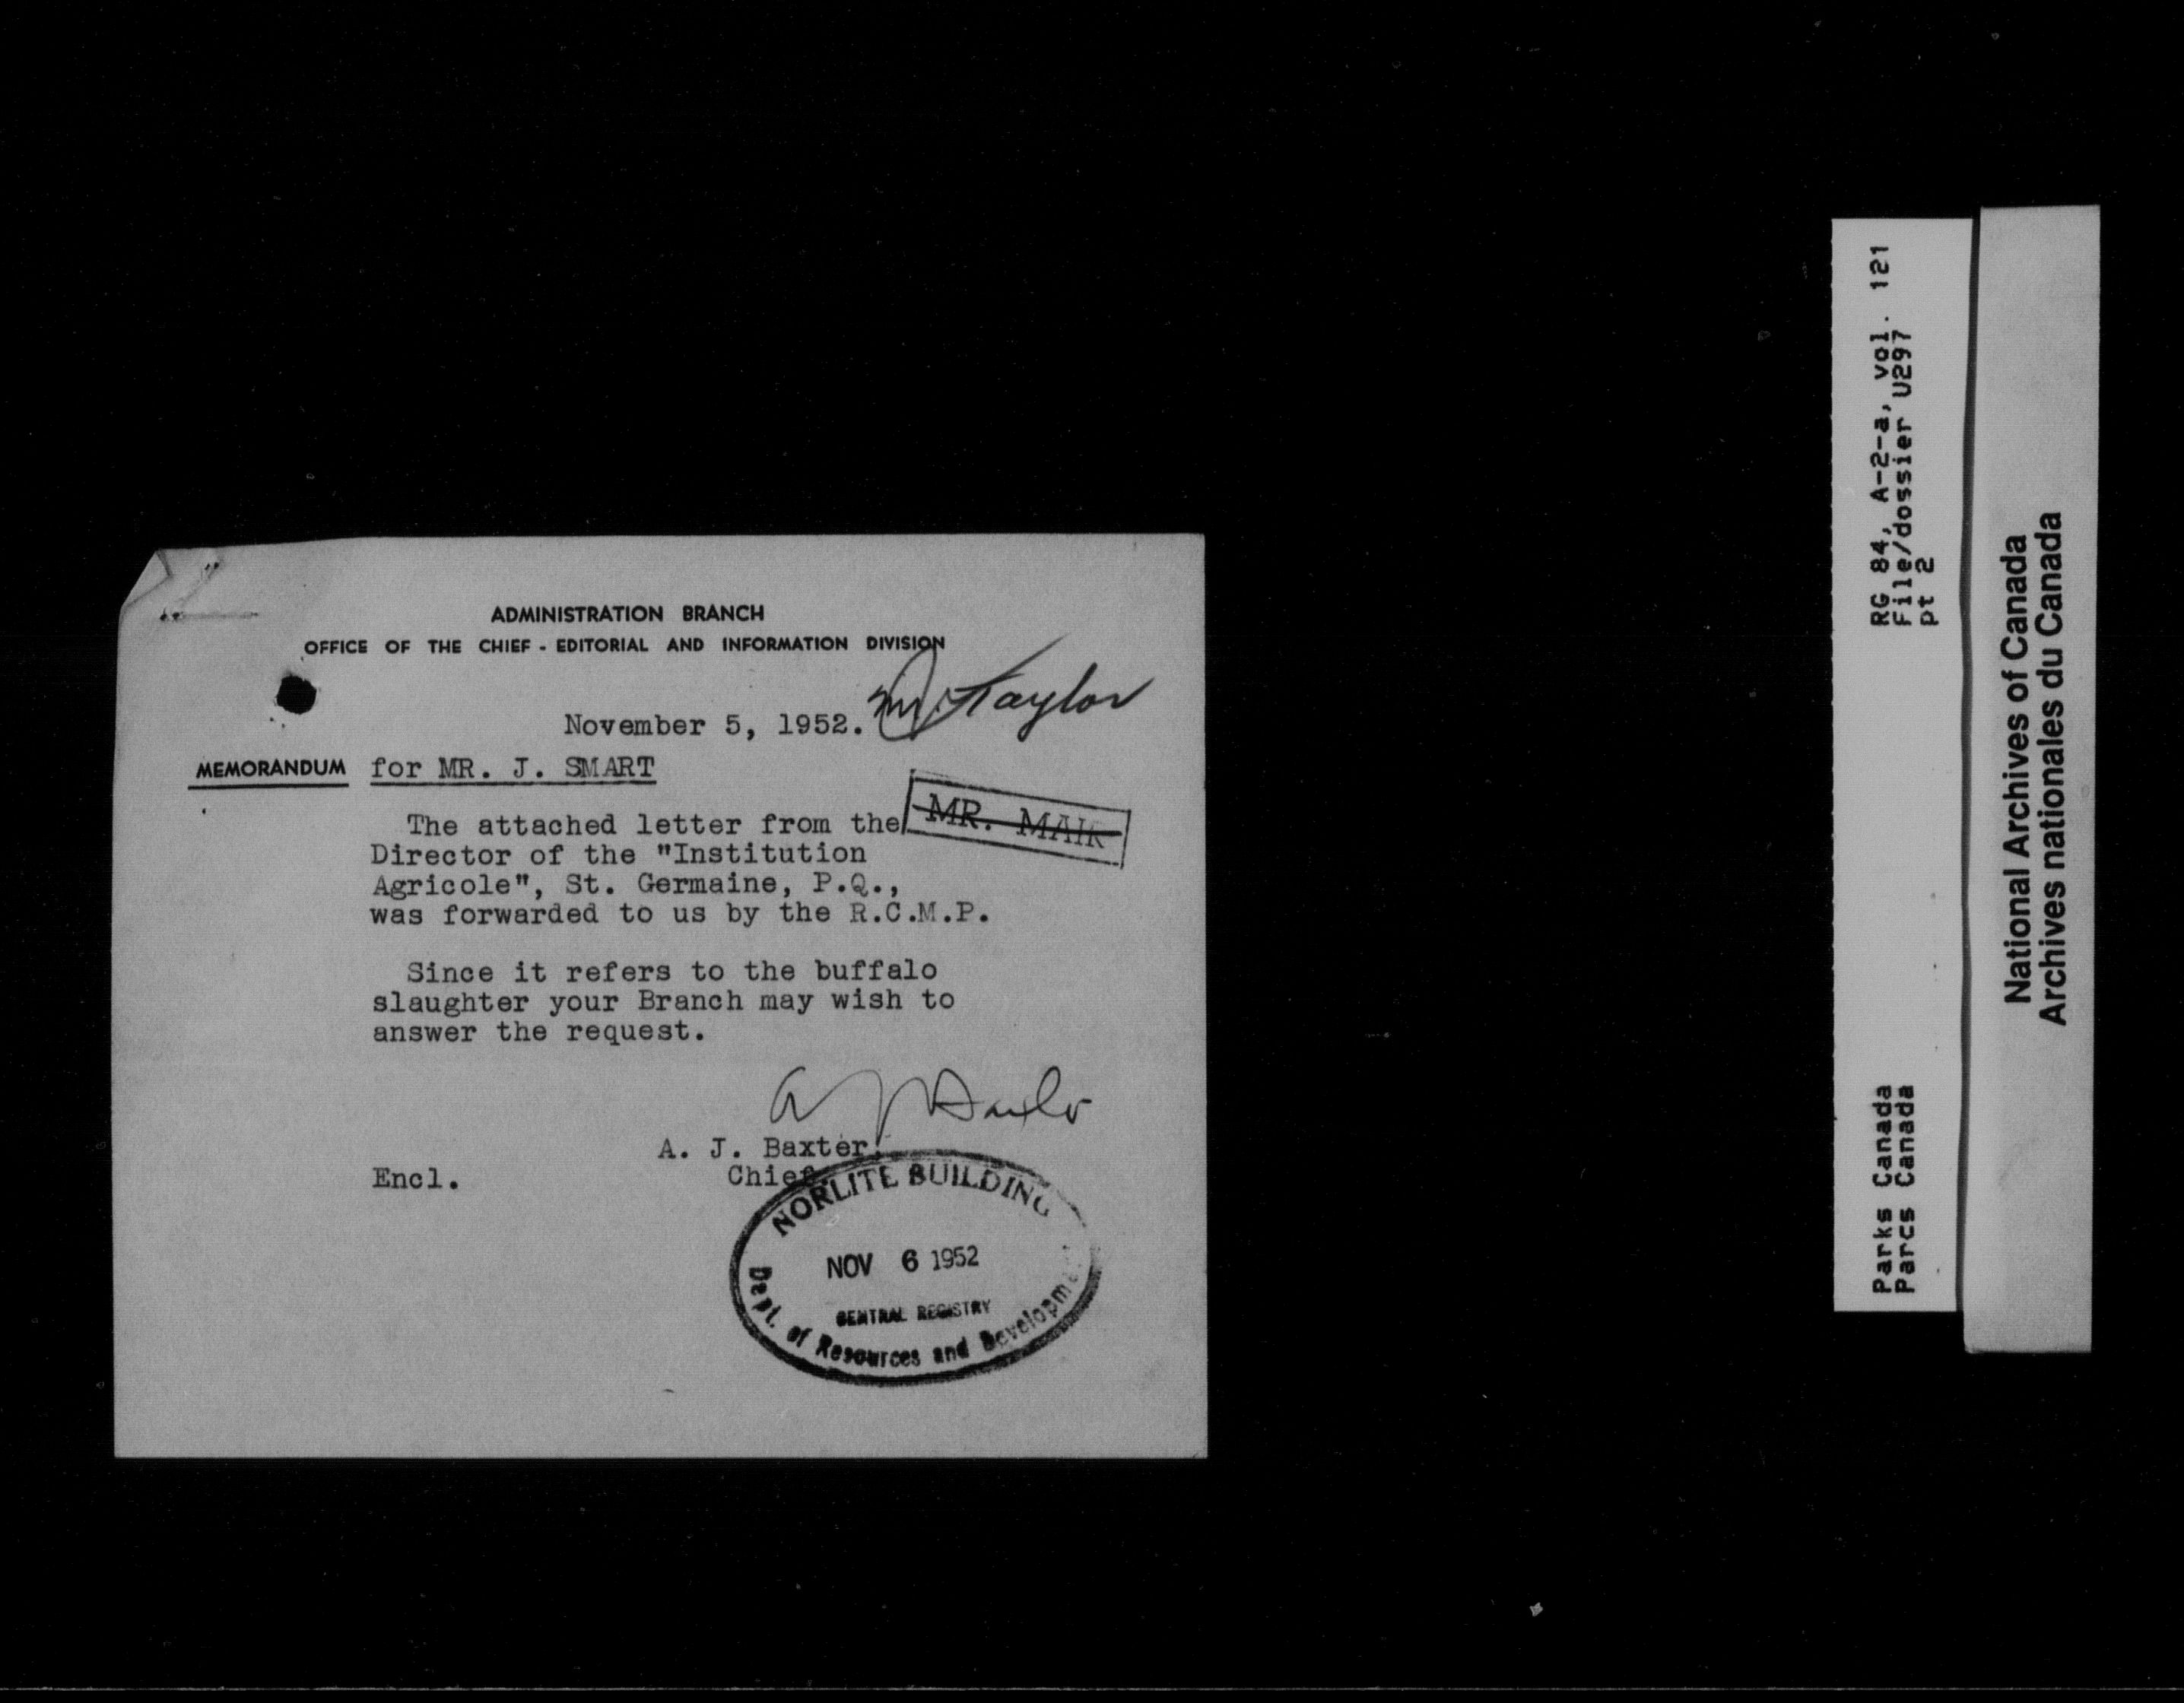 ADMINISTRATION BRANCH
OFFICE OF THE CHIEF - EDITORIAL AND INFORMATION DIVISION
Mr Taylor
November 5, 1952.
MEMORANDUM for MR. J. SMART
MR. MAIR
The attached letter from the
Director of the "Institution
Agricole", St. Germaine, P.Q.,
was forwarded to us by the R.C.M.P.
Since it refers to the buffalo
slaughter your Branch may wish to
answer the request.
A J Baxter
A. J. Baxter,
Chief.
Encl.
NORLITE BUILDING
NOV 6 1952
CENTRAL REGISTRY
Dept. of Resources and Development
RG 84, A-2-a, vol. 121
File/dossier U297
pt 2
Parks Canada
Parcs Canada
National Archives of Canada
Archives nationales du Canada